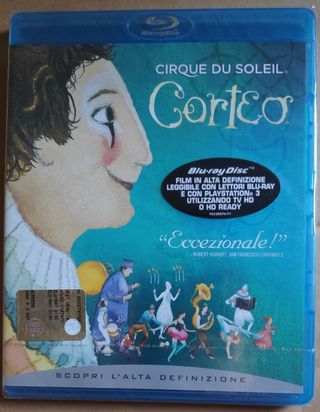 Blu-ray Disc
CIRQUE DU SOLEIL®
Corteo
Blu-ray Disc™
FILM IN ALTA DEFINIZIONE
LEGGIBILE CON LETTORI BLU-RAY
E CON PLAYSTATION® 3
UTILIZZANDO TV HD
O HD READY
"Eccezionale!"
ROBERT HURWITT, SAN FRANCISCO CHRONICLE
SCOPRI L'ALTA DEFINIZIONE